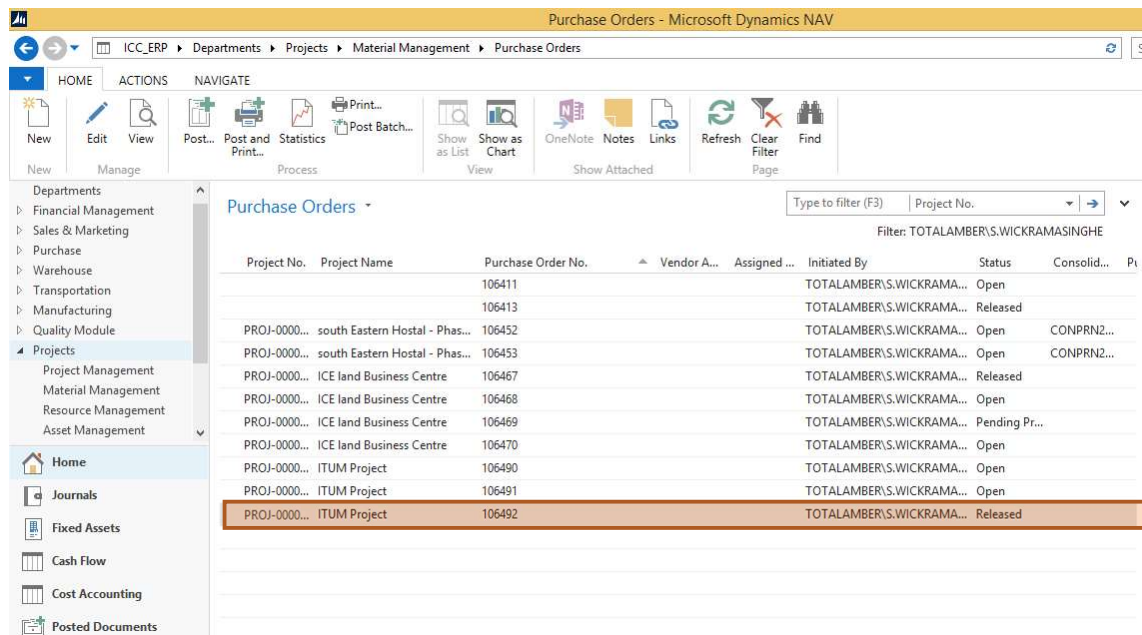 Purchase Orders - Microsoft Dynamics NAV
ICC_ERP Departments Projects Material Management Purchase Orders
HOME ACTIONS NAVIGATE
New Edit View Post... Post and Print... Statistics Print... Post Batch... Show as List Show as Chart OneNote Notes Links Refresh Clear Filter Find
New Manage Process View Show Attached Page
Departments
Financial Management
Sales & Marketing
Purchase
Warehouse
Transportation
Manufacturing
Quality Module
Projects
Project Management
Material Management
Resource Management
Asset Management
Home
Journals
Fixed Assets
Cash Flow
Cost Accounting
Posted Documents
Purchase Orders
Type to filter (F3) Project No.
Filter: TOTALAMBER\S.WICKRAMASINGHE
Project No. Project Name Purchase Order No. Vendor A... Assigned ... Initiated By Status Consolid... Pu
106411 TOTALAMBER\S.WICKRAMA... Open
106413 TOTALAMBER\S.WICKRAMA... Released
PROJ-0000... south Eastern Hostal - Phas... 106452 TOTALAMBER\S.WICKRAMA... Open CONPRN2...
PROJ-0000... south Eastern Hostal - Phas... 106453 TOTALAMBER\S.WICKRAMA... Open CONPRN2...
PROJ-0000... ICE land Business Centre 106467 TOTALAMBER\S.WICKRAMA... Released
PROJ-0000... ICE land Business Centre 106468 TOTALAMBER\S.WICKRAMA... Open
PROJ-0000... ICE land Business Centre 106469 TOTALAMBER\S.WICKRAMA... Pending Pr...
PROJ-0000... ICE land Business Centre 106470 TOTALAMBER\S.WICKRAMA... Open
PROJ-0000... ITUM Project 106490 TOTALAMBER\S.WICKRAMA... Open
PROJ-0000... ITUM Project 106491 TOTALAMBER\S.WICKRAMA... Open
PROJ-0000... ITUM Project 106492 TOTALAMBER\S.WICKRAMA... Released